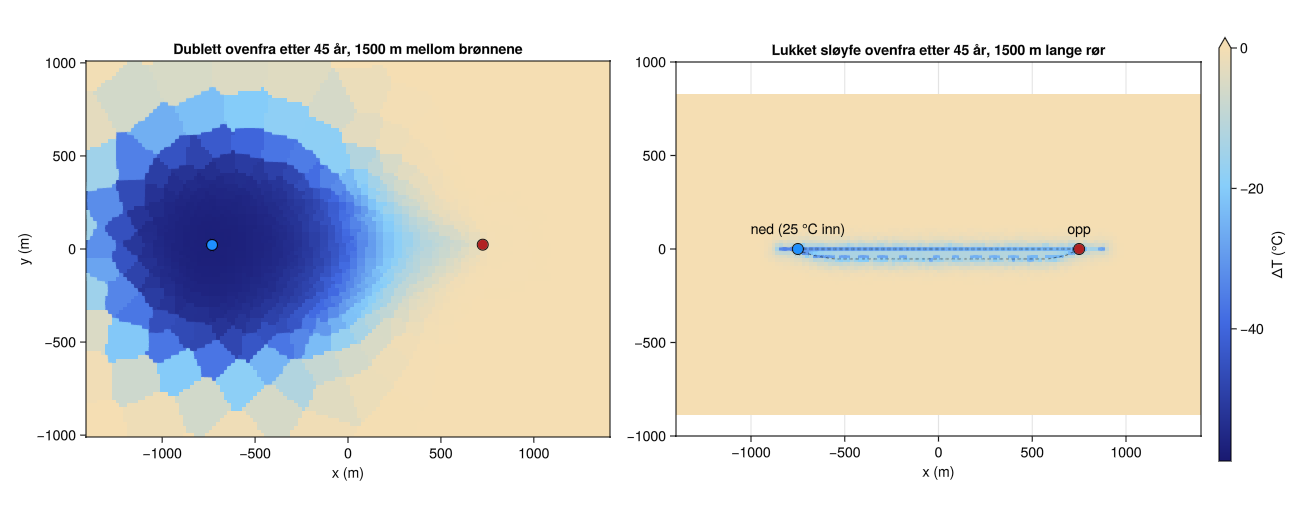 Dublett ovenfra etter 45 år, 1500 m mellom brønnene
1000
500
0
−500
−1000
y (m)
−1000
−500
0
500
1000
x (m)
Lukket sløyfe ovenfra etter 45 år, 1500 m lange rør
1000
500
0
−500
−1000
ned (25 °C inn)
opp
−1000
−500
0
500
1000
x (m)
0
−20
−40
ΔT (°C)